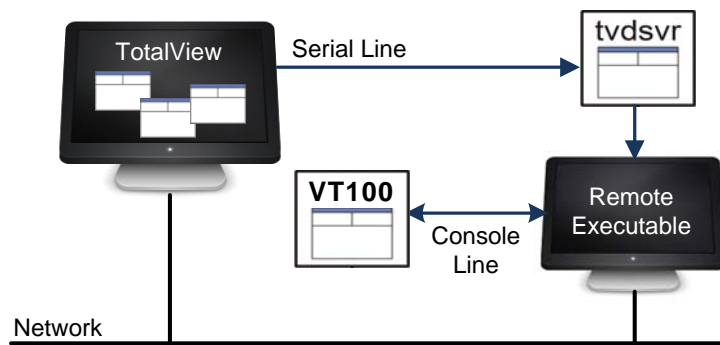 TotalView
Serial Line
tvdsvr
VT100
Console
Line
Remote
Executable
Network